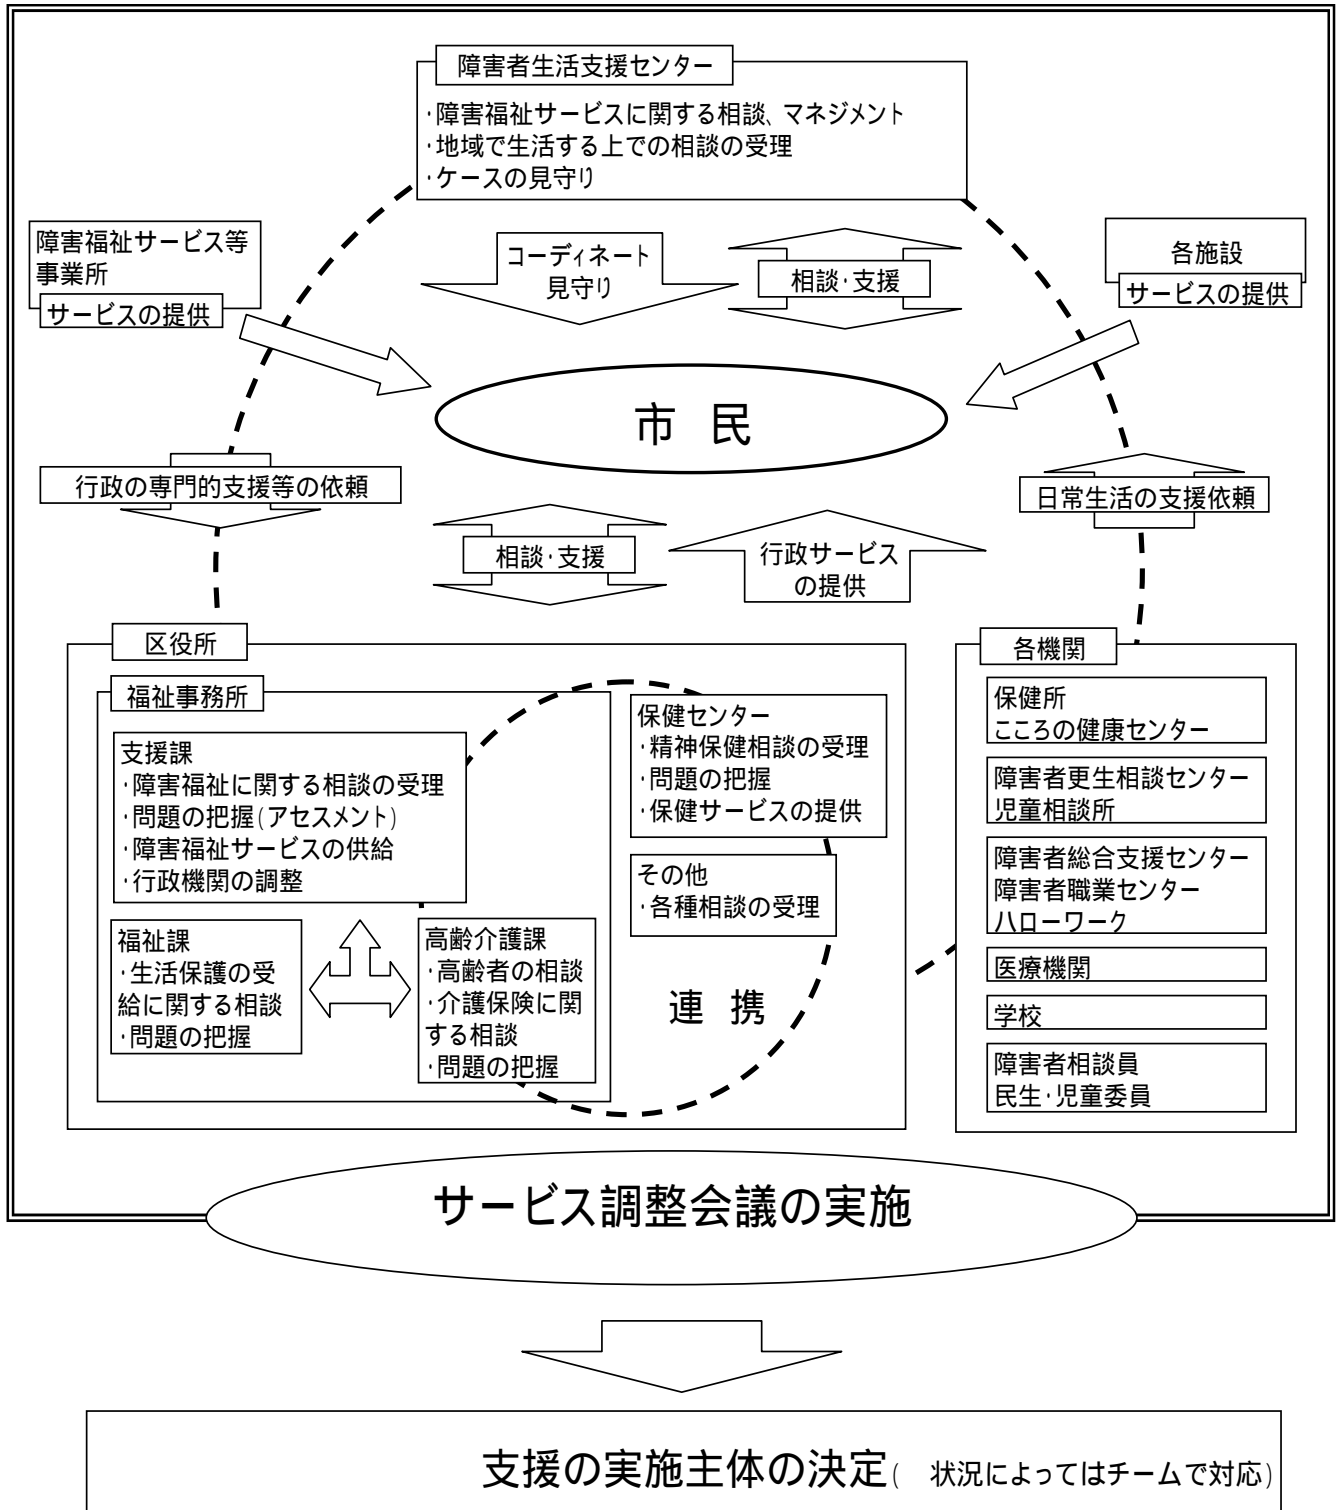 障害者生活支援センター
・障害福祉サービスに関する相談、マネジメント
・地域で生活する上での相談の受理
・ケースの見守り
障害福祉サービス等
事業所
サービスの提供
コーディネート
見守り
相談・支援
各施設
サービスの提供
市 民
行政の専門的支援等の依頼
日常生活の支援依頼
相談・支援
行政サービス
の提供
区役所
福祉事務所
支援課
・障害福祉に関する相談の受理
・問題の把握(アセスメント)
・障害福祉サービスの供給
・行政機関の調整
福祉課
・生活保護の受
給に関する相談
・問題の把握
高齢介護課
・高齢者の相談
・介護保険に関
する相談
・問題の把握
保健センター
・精神保健相談の受理
・問題の把握
・保健サービスの提供
その他
・各種相談の受理
連 携
各機関
保健所
こころの健康センター
障害者更生相談センター
児童相談所
障害者総合支援センター
障害者職業センター
ハローワーク
医療機関
学校
障害者相談員
民生・児童委員
サービス調整会議の実施
支援の実施主体の決定( 状況によってはチームで対応)